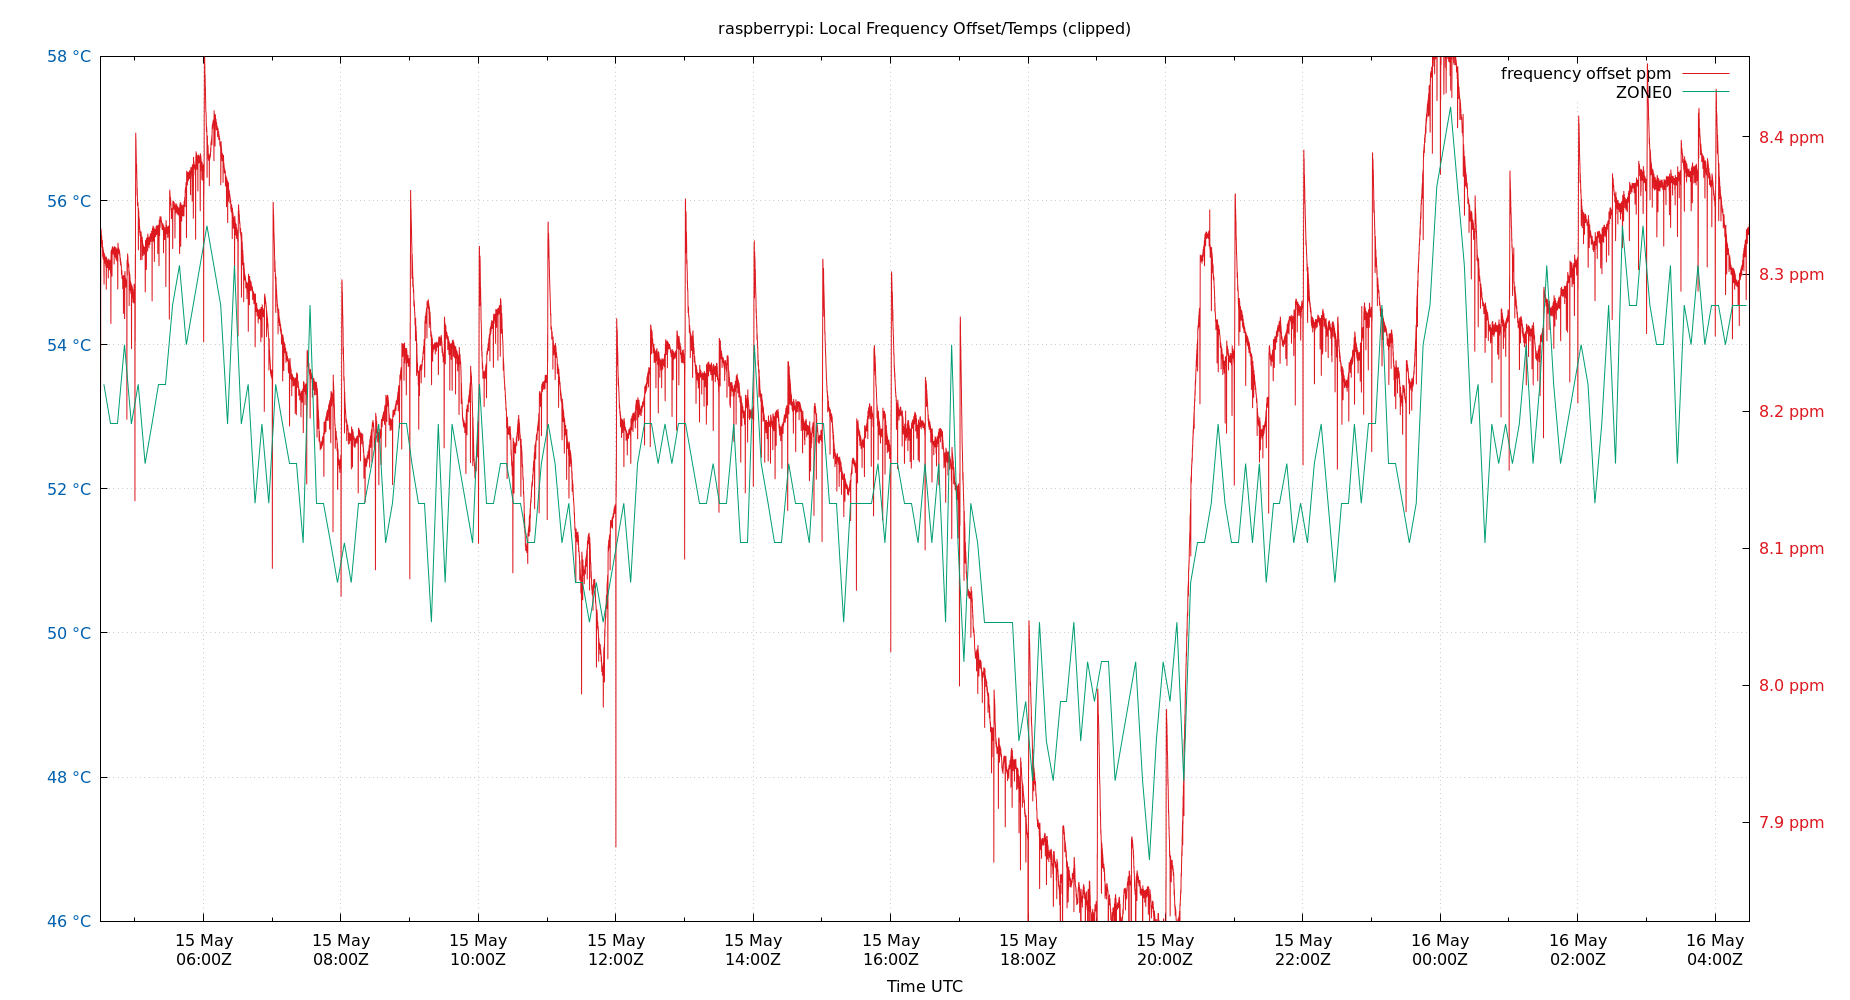 raspberrypi: Local Frequency Offset/Temps (clipped)
frequency offset ppm
ZONE0
58 °C
56 °C
54 °C
52 °C
50 °C
48 °C
46 °C
8.4 ppm
8.3 ppm
8.2 ppm
8.1 ppm
8.0 ppm
7.9 ppm
15 May 06:00Z
15 May 08:00Z
15 May 10:00Z
15 May 12:00Z
15 May 14:00Z
15 May 16:00Z
15 May 18:00Z
15 May 20:00Z
15 May 22:00Z
16 May 00:00Z
16 May 02:00Z
16 May 04:00Z
Time UTC